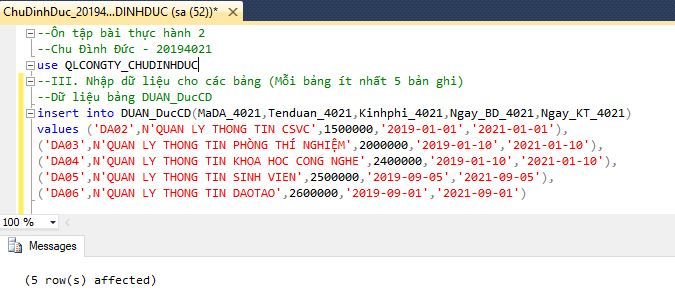 ChuDinhDuc_20194...DINHDUC (sa (52))*
--Ôn tập bài thực hành 2
--Chu Đình Đức - 20194021
use QLCONGTY_CHUDINHDUC
--III. Nhập dữ liệu cho các bảng (Mỗi bảng ít nhất 5 bản ghi)
--Dữ liệu bảng DUAN_DucCD
insert into DUAN_DucCD(MaDA_4021,Tenduan_4021,Kinhphi_4021,Ngay_BD_4021,Ngay_KT_4021)
values ('DA02',N'QUAN LY THONG TIN CSVC',1500000,'2019-01-01','2021-01-01'),
('DA03',N'QUAN LY THONG TIN PHÒNG THÍ NGHIỆM',2000000,'2019-01-10','2021-01-10'),
('DA04',N'QUAN LY THONG TIN KHOA HOC CONG NGHE',2400000,'2019-01-10','2021-01-10'),
('DA05',N'QUAN LY THONG TIN SINH VIEN',2500000,'2019-09-05','2021-09-05'),
('DA06',N'QUAN LY THONG TIN DAOTAO',2600000,'2019-09-01','2021-09-01')
100 %
Messages
(5 row(s) affected)